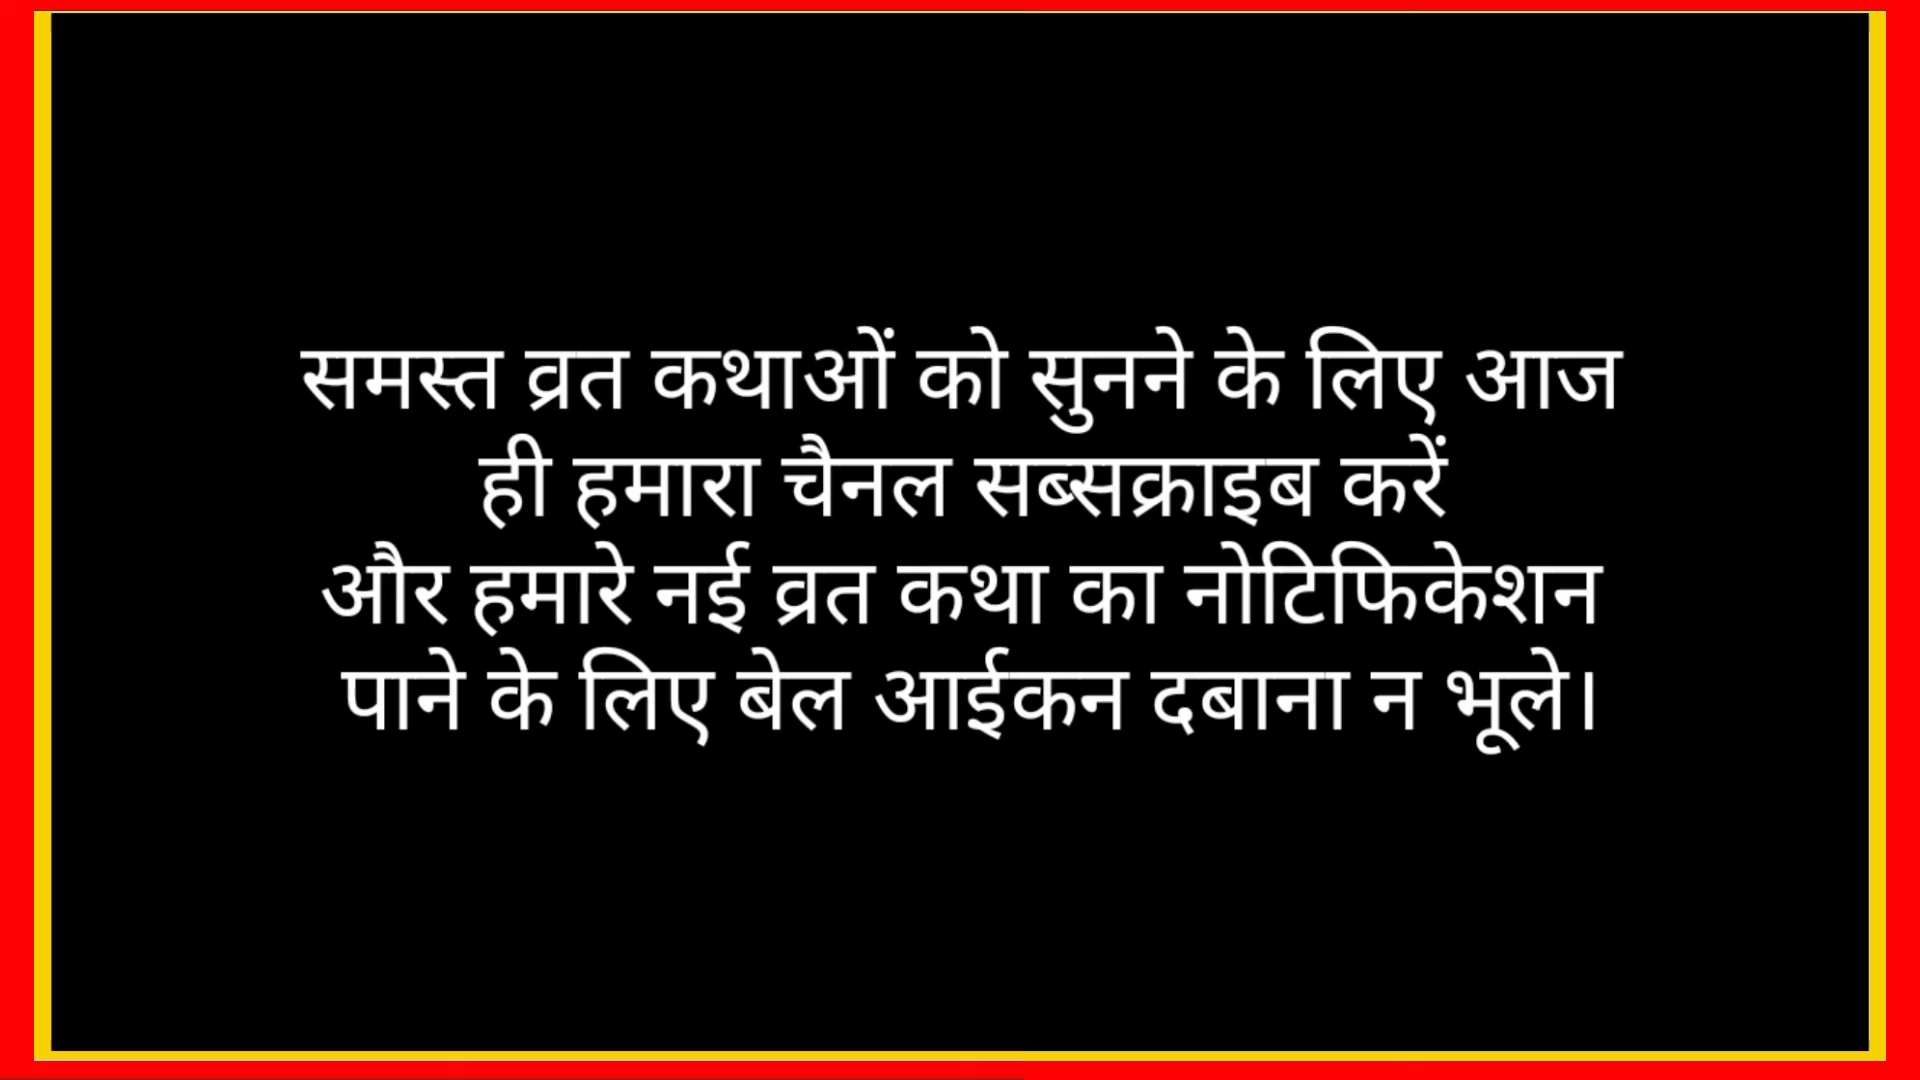 समस्त व्रत कथाओं को सुनने के लिए आज
ही हमारा चैनल सब्सक्राइब करें
और हमारे नई व्रत कथा का नोटिफिकेशन
पाने के लिए बेल आईकन दबाना न भूले।